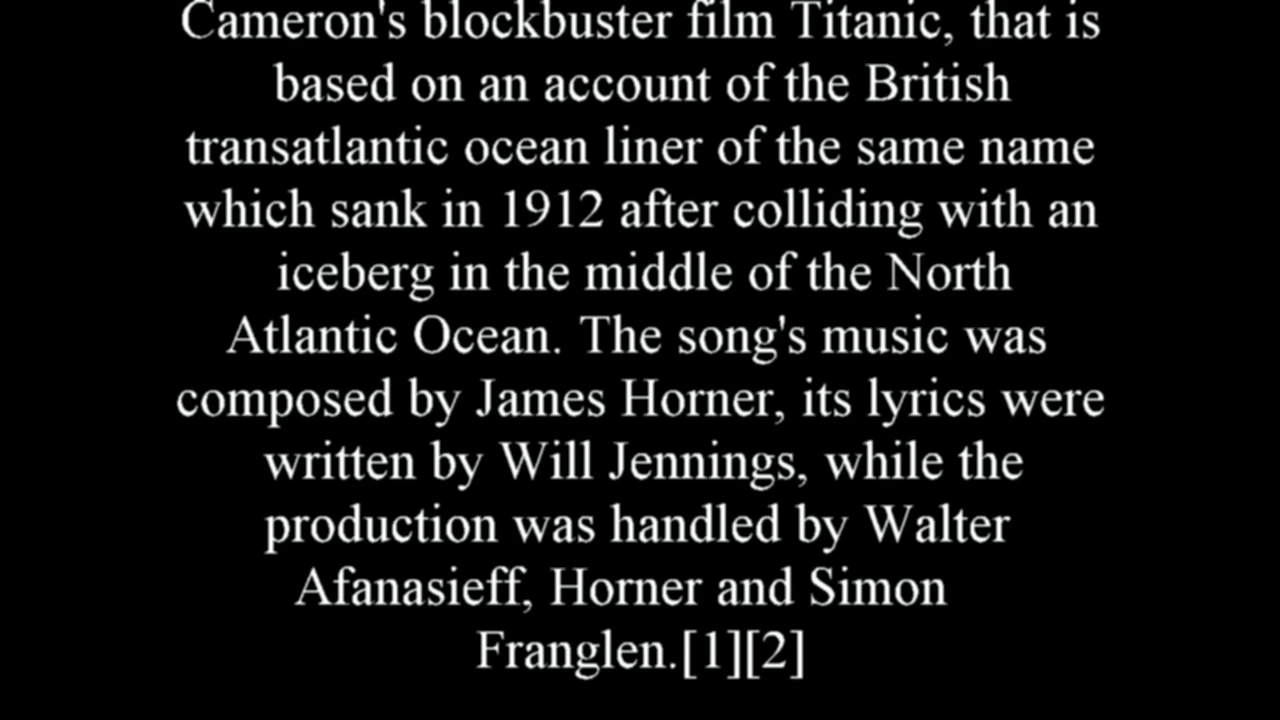 Cameron's blockbuster film Titanic, that is
based on an account of the British
transatlantic ocean liner of the same name
which sank in 1912 after colliding with an
iceberg in the middle of the North
Atlantic Ocean. The song's music was
composed by James Horner, its lyrics were
written by Will Jennings, while the
production was handled by Walter
Afanasieff, Horner and Simon
Franglen.[1][2]